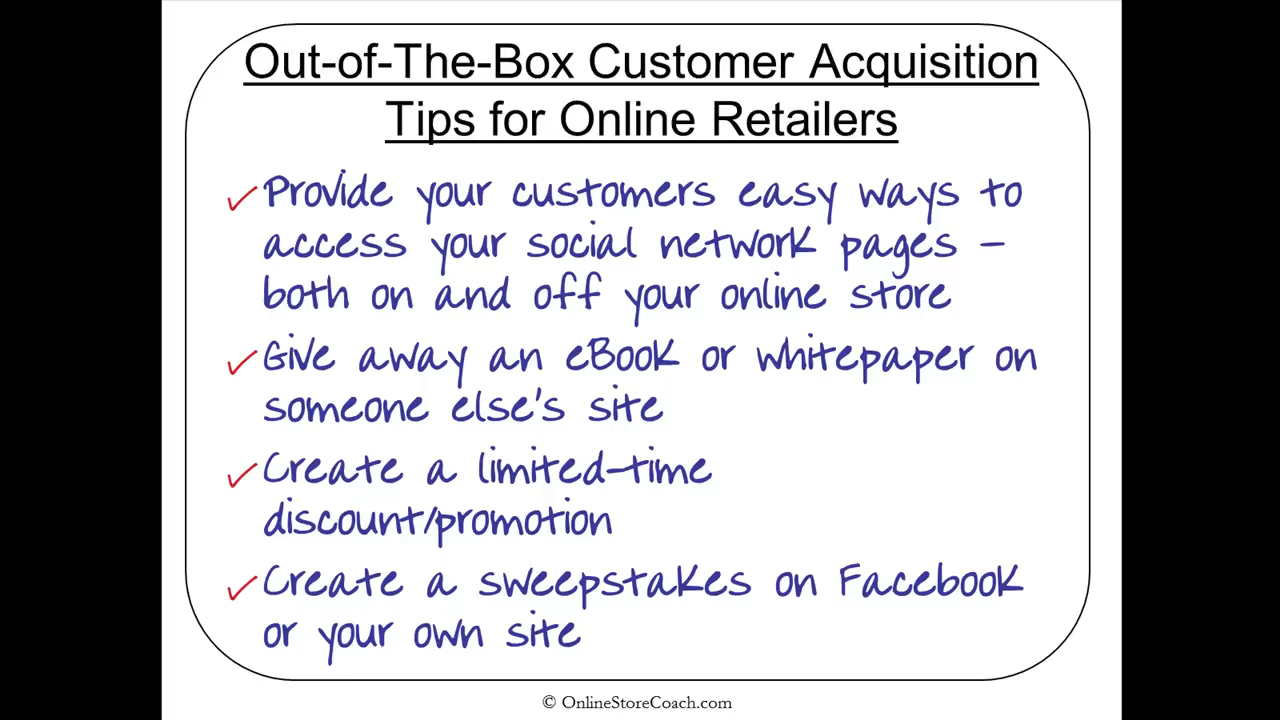 Out-of-The-Box Customer Acquisition
Tips for Online Retailers
Provide your customers easy ways to
access your social network pages –
both on and off your online store
Give away an eBook or whitepaper on
someone else's site
Create a limited-time
discount/promotion
Create a sweepstakes on Facebook
or your own site
© OnlineStoreCoach.com